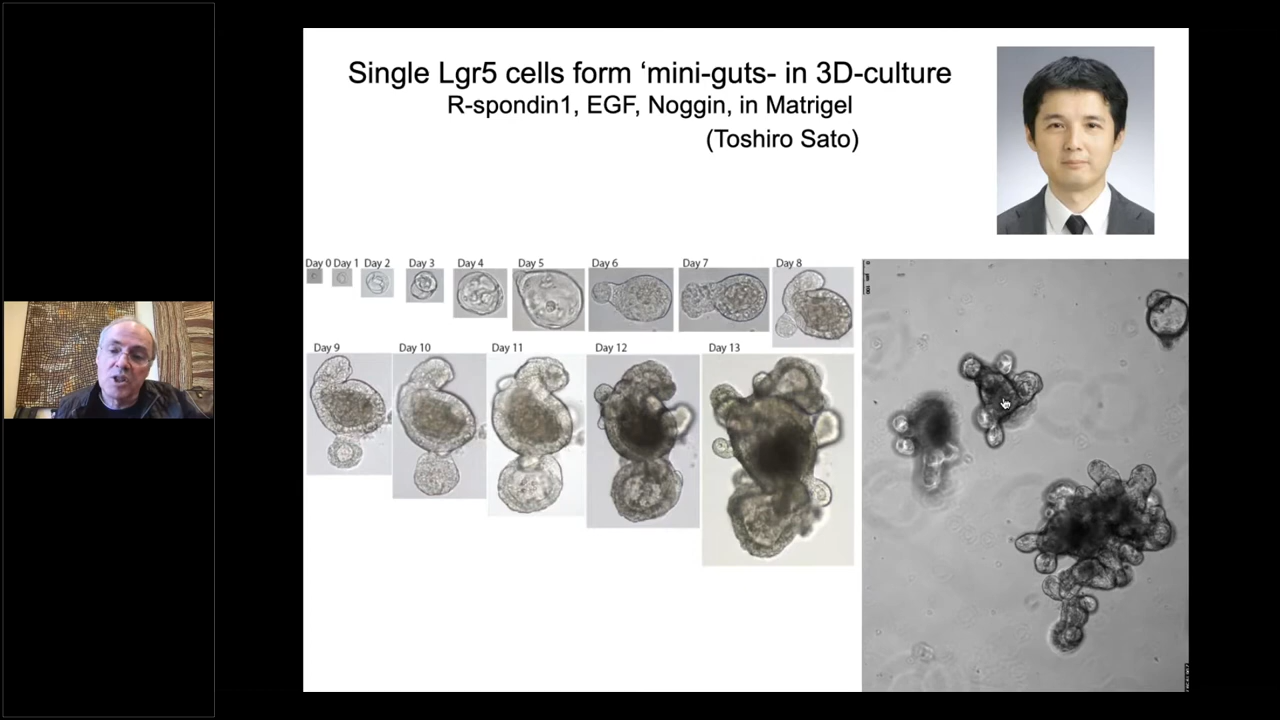 Single Lgr5 cells form ‘mini-guts- in 3D-culture
R-spondin1, EGF, Noggin, in Matrigel
(Toshiro Sato)
Day 0 Day 1 Day 2 Day 3 Day 4 Day 5 Day 6 Day 7 Day 8
Day 9 Day 10 Day 11 Day 12 Day 13